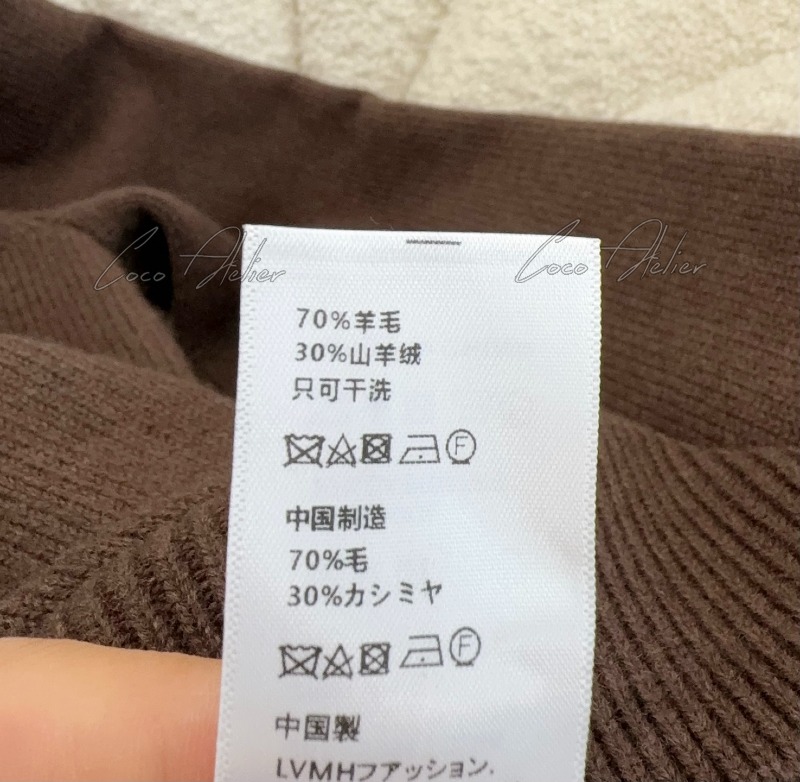 Coco Atelier
Coco Atelier
70%羊毛
30%山羊绒
只可干洗
F
中国制造
70%毛
30%カシミヤ
F
中国製
LVMHファッション.